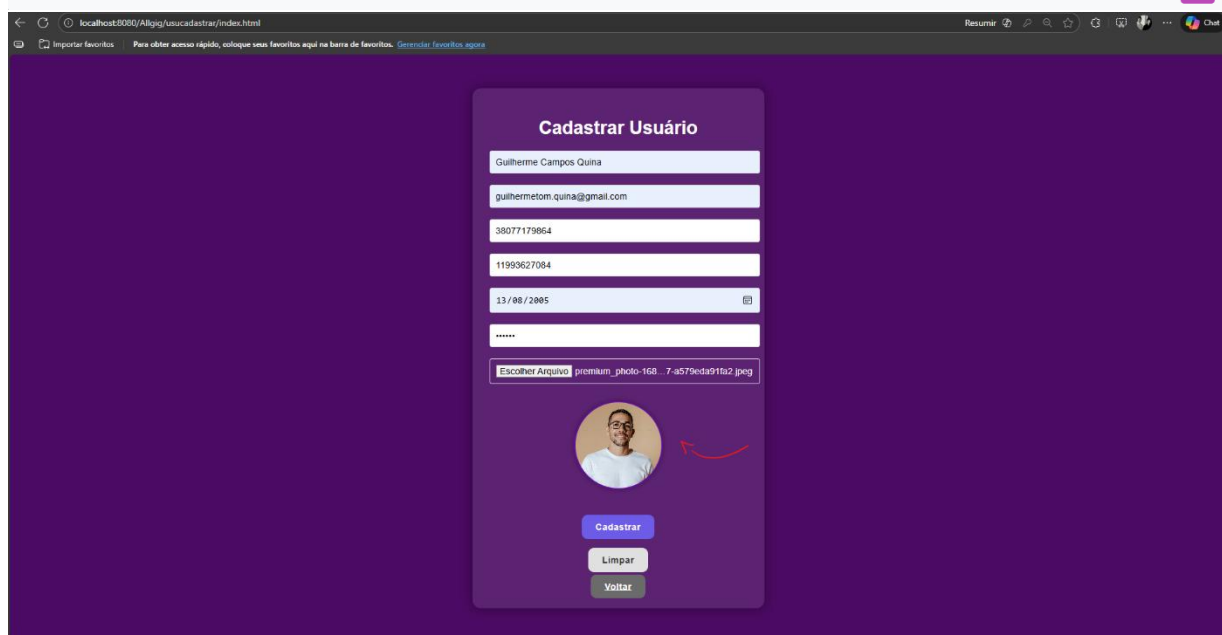 localhost:8080/Allgig/usucadastrar/index.html
Resumir
Chat
Importar favoritos
Para obter acesso rápido, coloque seus favoritos aqui na barra de favoritos. Gerenciar favoritos agora
Cadastrar Usuário
Guilherme Campos Quina
guilhermetom.quina@gmail.com
38077179864
11993627084
13/08/2005
••••••
Escolher Arquivo premium_photo-168...7-a579eda91fa2.jpeg
Cadastrar
Limpar
Voltar